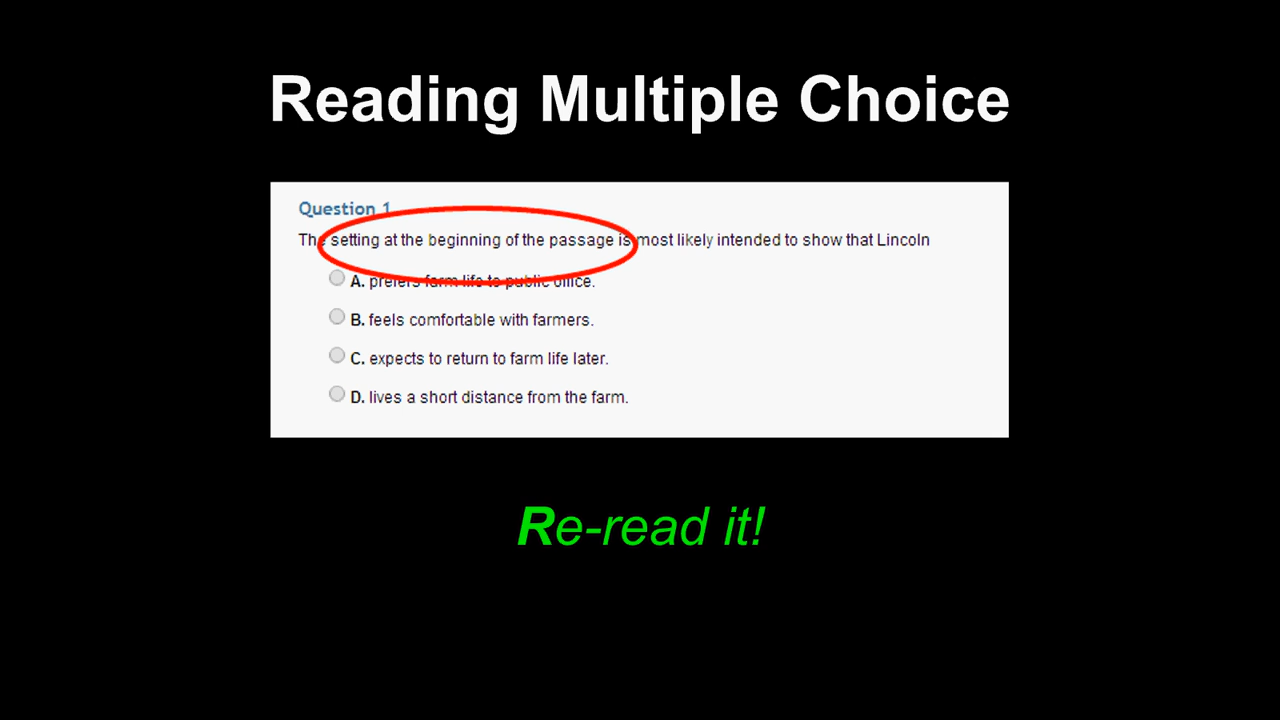 Reading Multiple Choice
Question 1
The setting at the beginning of the passage is most likely intended to show that Lincoln
A. prefers farm life to public office.
B. feels comfortable with farmers.
C. expects to return to farm life later.
D. lives a short distance from the farm.
Re-read it!